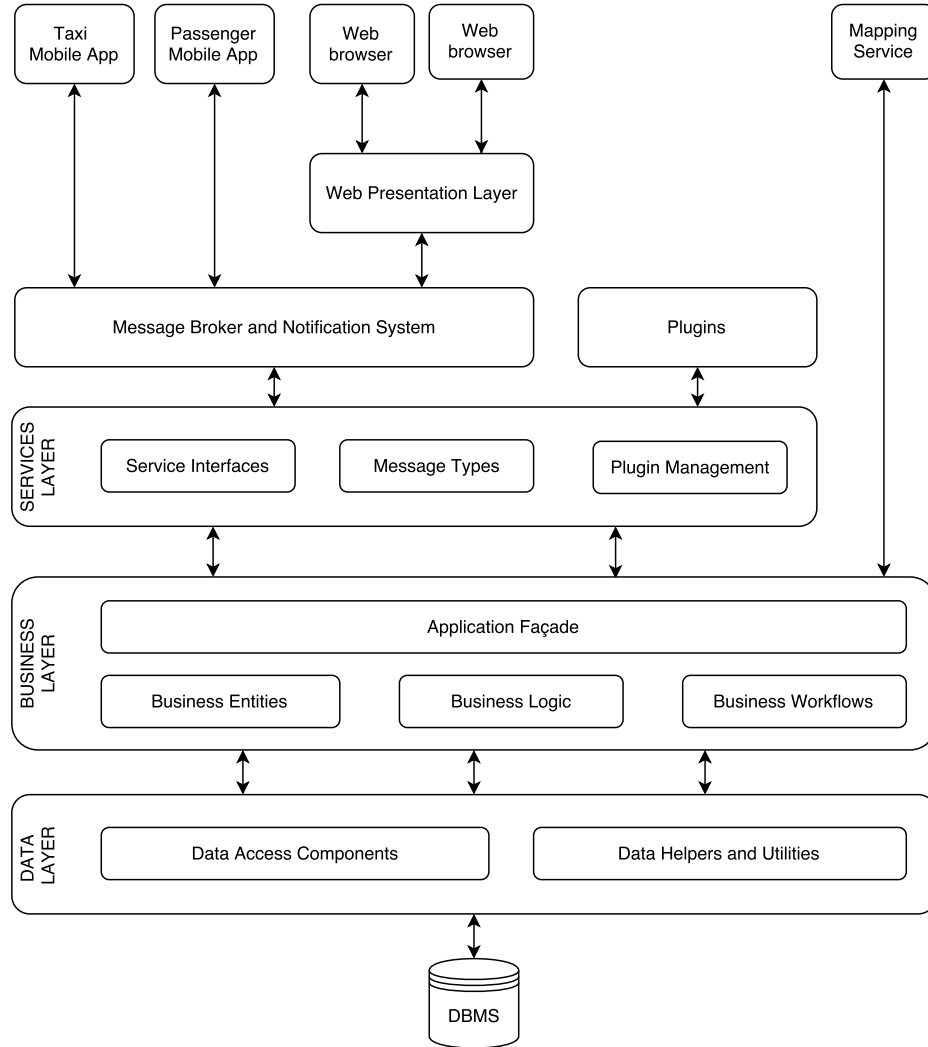 Taxi
Mobile App
Passenger
Mobile App
Web
browser
Web
browser
Mapping
Service
Web Presentation Layer
Message Broker and Notification System
Plugins
SERVICES
LAYER
Service Interfaces
Message Types
Plugin Management
BUSINESS
LAYER
Application Façade
Business Entities
Business Logic
Business Workflows
DATA
LAYER
Data Access Components
Data Helpers and Utilities
DBMS